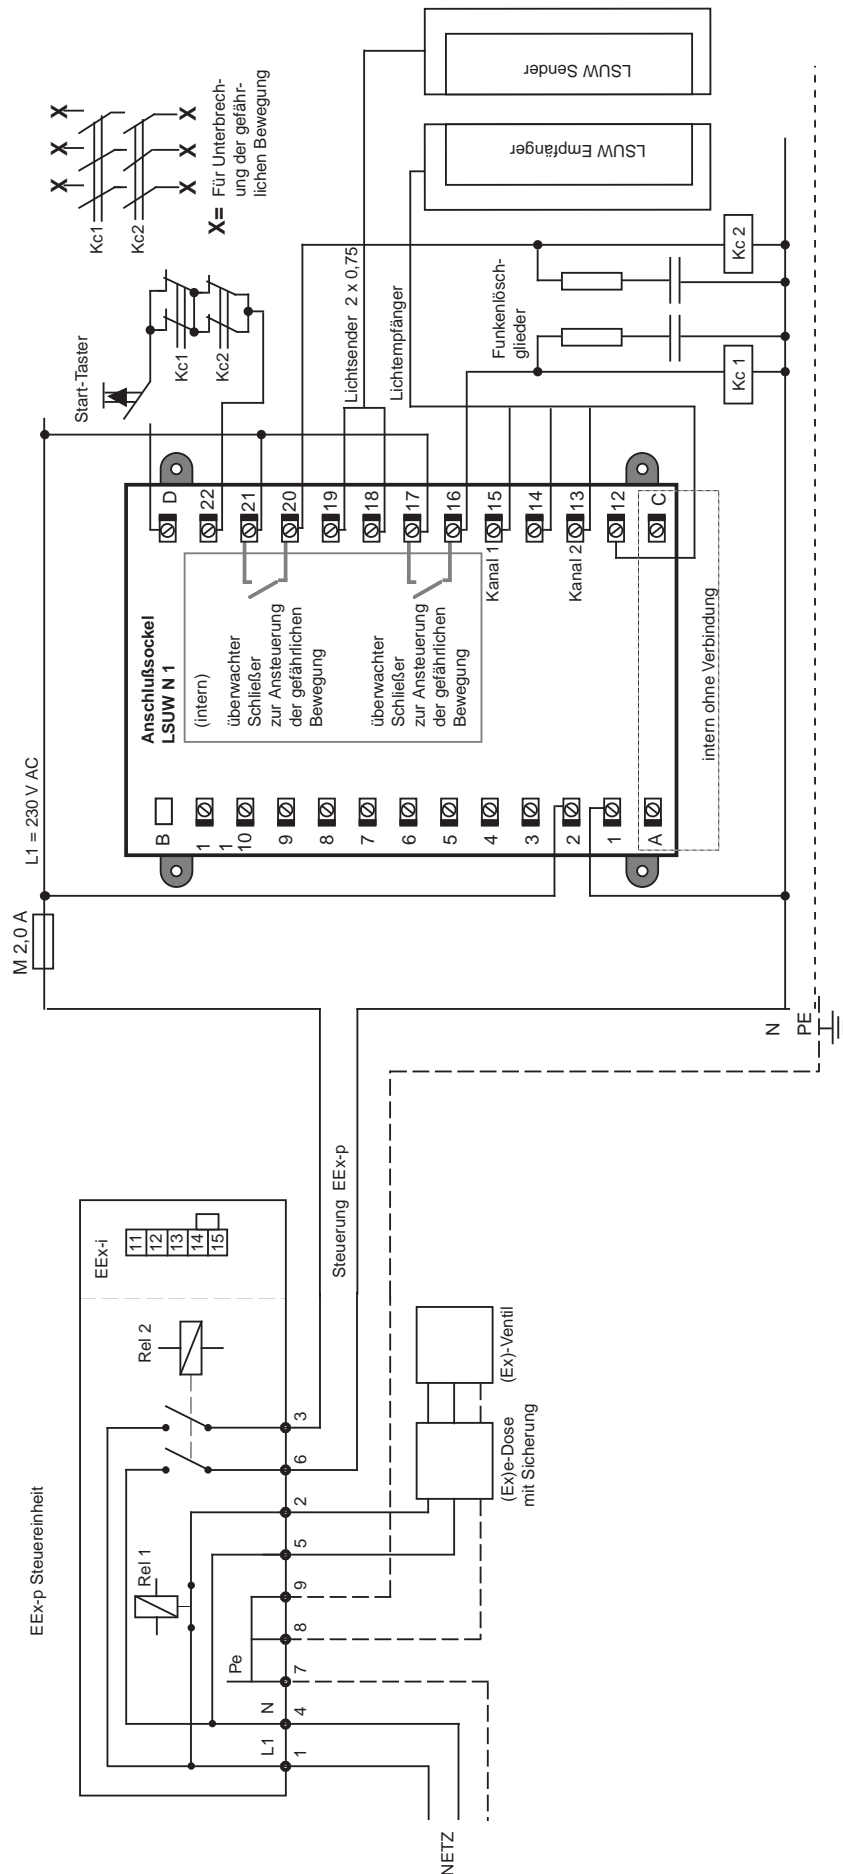 EEx-p Steuereinheit
Rel 1
Rel 2
EEx-i
11
12
13
14
15
Pe
L1
N
1
4
7
8
9
5
2
6
3
NETZ
(Ex)e-Dose
mit Sicherung
(Ex)-Ventil
Steuerung EEx-p
M 2,0 A
L1 = 230 V AC
N
PE
Anschlußsockel
LSUW N 1
(intern)
überwachter
Schließer
zur Ansteuerung
der gefährlichen
Bewegung
überwachter
Schließer
zur Ansteuerung
der gefährlichen
Bewegung
B
1
1
10
9
8
7
6
5
4
3
2
1
A
D
22
21
20
19
18
17
16
15
14
13
12
C
Kanal 1
Kanal 2
intern ohne Verbindung
Start-Taster
Kc1
Kc2
Kc1
Kc2
X X X
X X X
X= Für Unterbrech-
ung der gefähr-
lichen Bewegung
Lichtsender 2 x 0,75
Lichtempfänger
Funkenlösch-
glieder
Kc 1
Kc 2
LSUW Sender
LSUW Empfänger